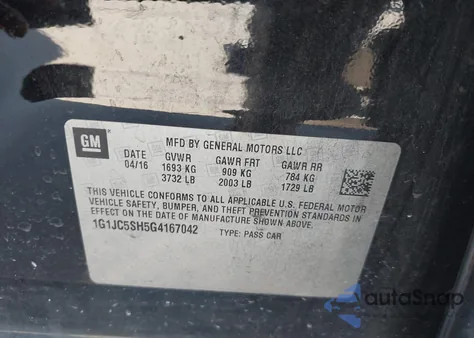 GM
MFD BY GENERAL MOTORS LLC
DATE GVWR GAWR FRT GAWR RR
04/16 1693 KG 909 KG 784 KG
3732 LB 2003 LB 1729 LB
THIS VEHICLE CONFORMS TO ALL APPLICABLE U.S. FEDERAL MOTOR
VEHICLE SAFETY, BUMPER, AND THEFT PREVENTION STANDARDS IN
EFFECT ON THE DATE OF MANUFACTURE SHOWN ABOVE.
1G1JC5SH5G4167042 TYPE: PASS CAR
autoSnap